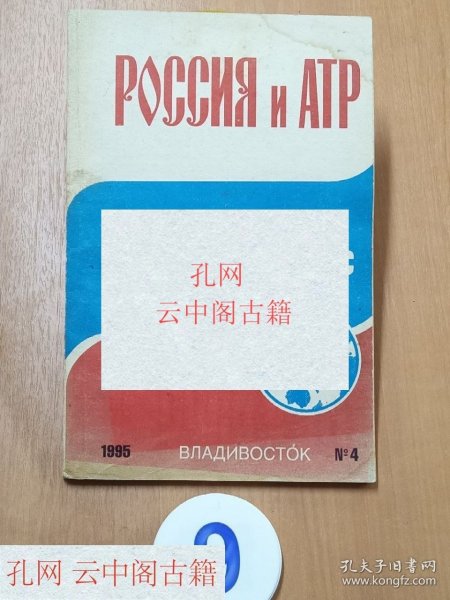 РОССИЯ и АТР
孔网
云中阁古籍
1995 ВЛАДИВОСТОК №4
9
孔网 云中阁古籍
孔夫子旧书网
www.kongfz.com